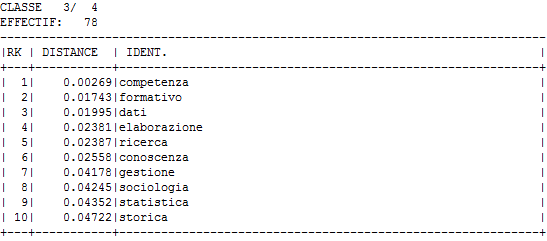 CLASSE   3/  4
EFFECTIF:   78
--------------------------------------------------------------------------------
|RK | DISTANCE  | IDENT.                                                       |
+---+-----------+--------------------------------------------------------------+
|  1|    0.00269|competenza                                                    |
|  2|    0.01743|formativo                                                     |
|  3|    0.01995|dati                                                          |
|  4|    0.02381|elaborazione                                                  |
|  5|    0.02387|ricerca                                                       |
|  6|    0.02558|conoscenza                                                    |
|  7|    0.04178|gestione                                                      |
|  8|    0.04245|sociologia                                                    |
|  9|    0.04352|statistica                                                    |
| 10|    0.04722|storica                                                       |
+---+-----------+--------------------------------------------------------------+